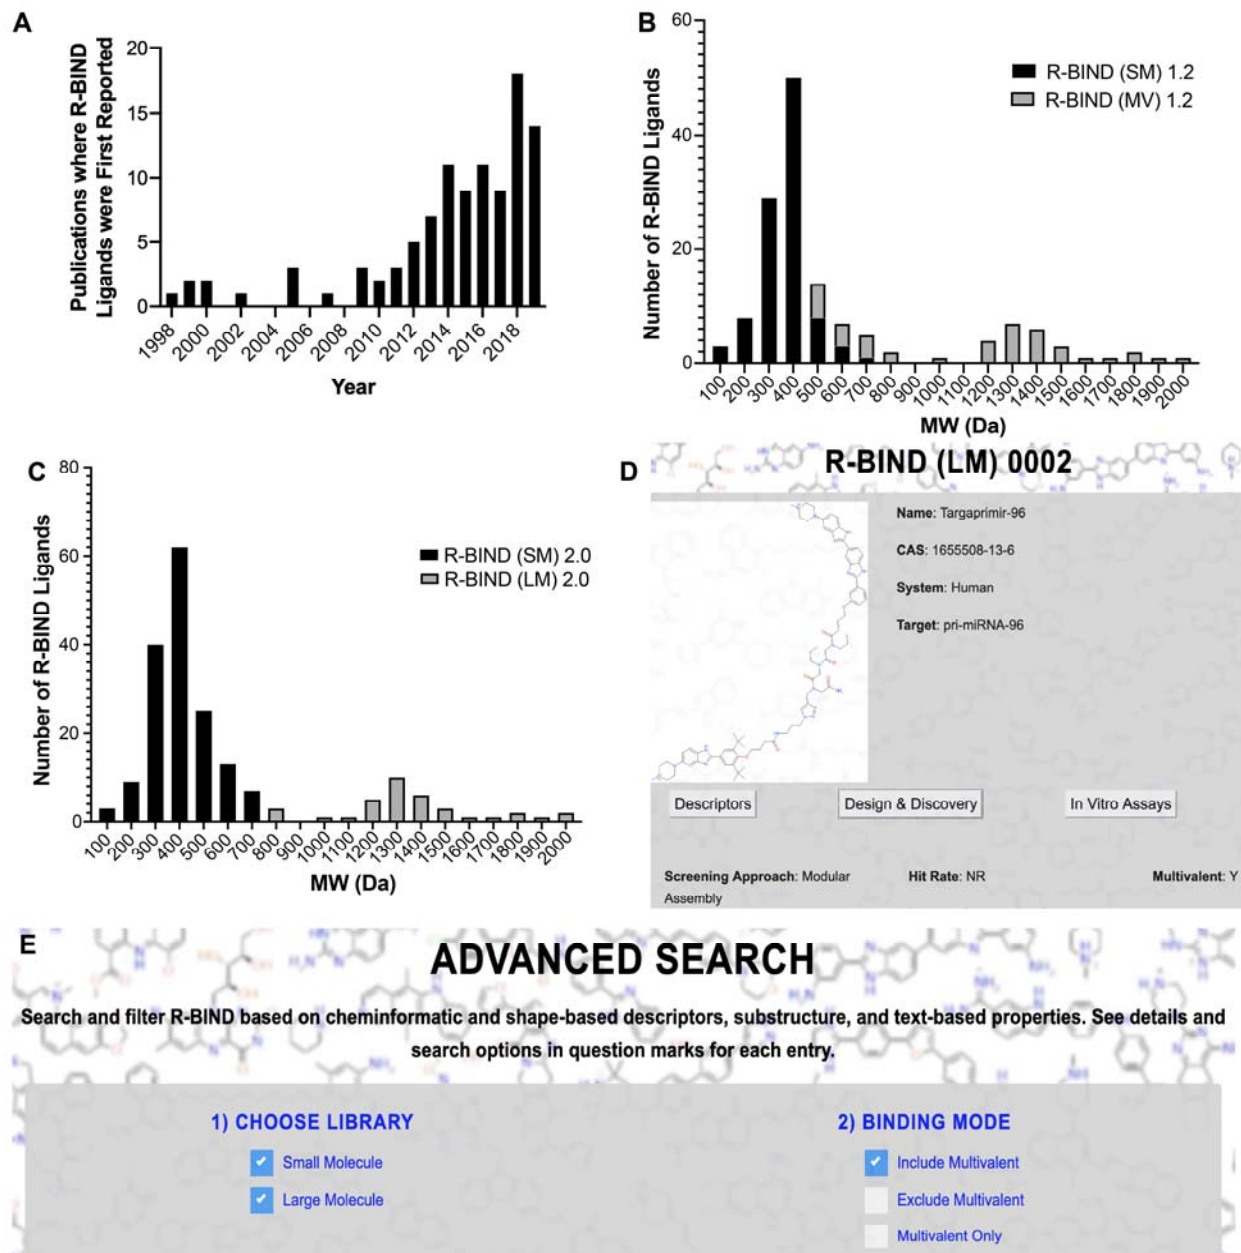 A
Publications where R-BIND
Ligands were First Reported
20
15
10
5
0
1998
2000
2002
2004
2006
2008
2010
2012
2014
2016
2018
Year
B
Number of R-BIND Ligands
60
40
20
0
R-BIND (SM) 1.2
R-BIND (MV) 1.2
100
200
300
400
500
600
700
800
900
1000
1100
1200
1300
1400
1500
1600
1700
1800
1900
2000
MW (Da)
C
Number of R-BIND Ligands
80
60
40
20
0
R-BIND (SM) 2.0
R-BIND (LM) 2.0
100
200
300
400
500
600
700
800
900
1000
1100
1200
1300
1400
1500
1600
1700
1800
1900
2000
MW (Da)
D
R-BIND (LM) 0002
Name: Targaprimir-96
CAS: 1655508-13-6
System: Human
Target: pri-miRNA-96
Descriptors
Design & Discovery
In Vitro Assays
Screening Approach: Modular
Assembly
Hit Rate: NR
Multivalent: Y
E
ADVANCED SEARCH
Search and filter R-BIND based on cheminformatic and shape-based descriptors, substructure, and text-based properties. See details and
search options in question marks for each entry.
1) CHOOSE LIBRARY
Small Molecule
Large Molecule
2) BINDING MODE
Include Multivalent
Exclude Multivalent
Multivalent Only